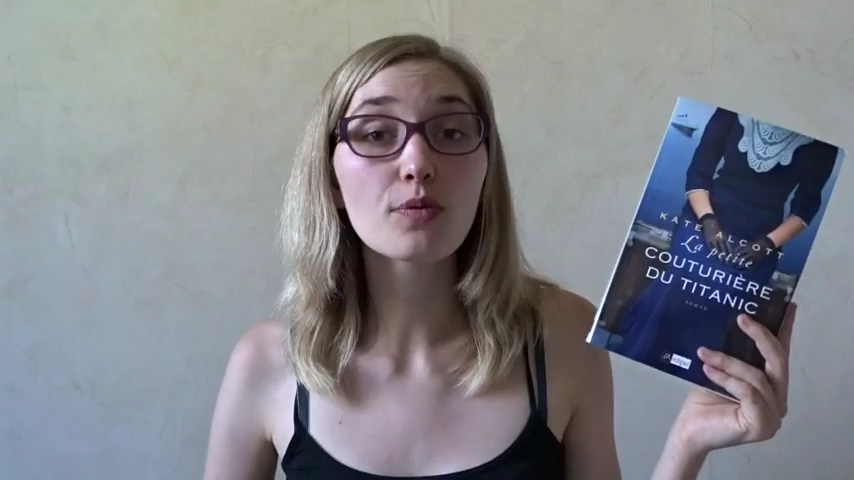 KATE ALCOTT
La petite
COUTURIÈRE
DU TITANIC
ROMAN